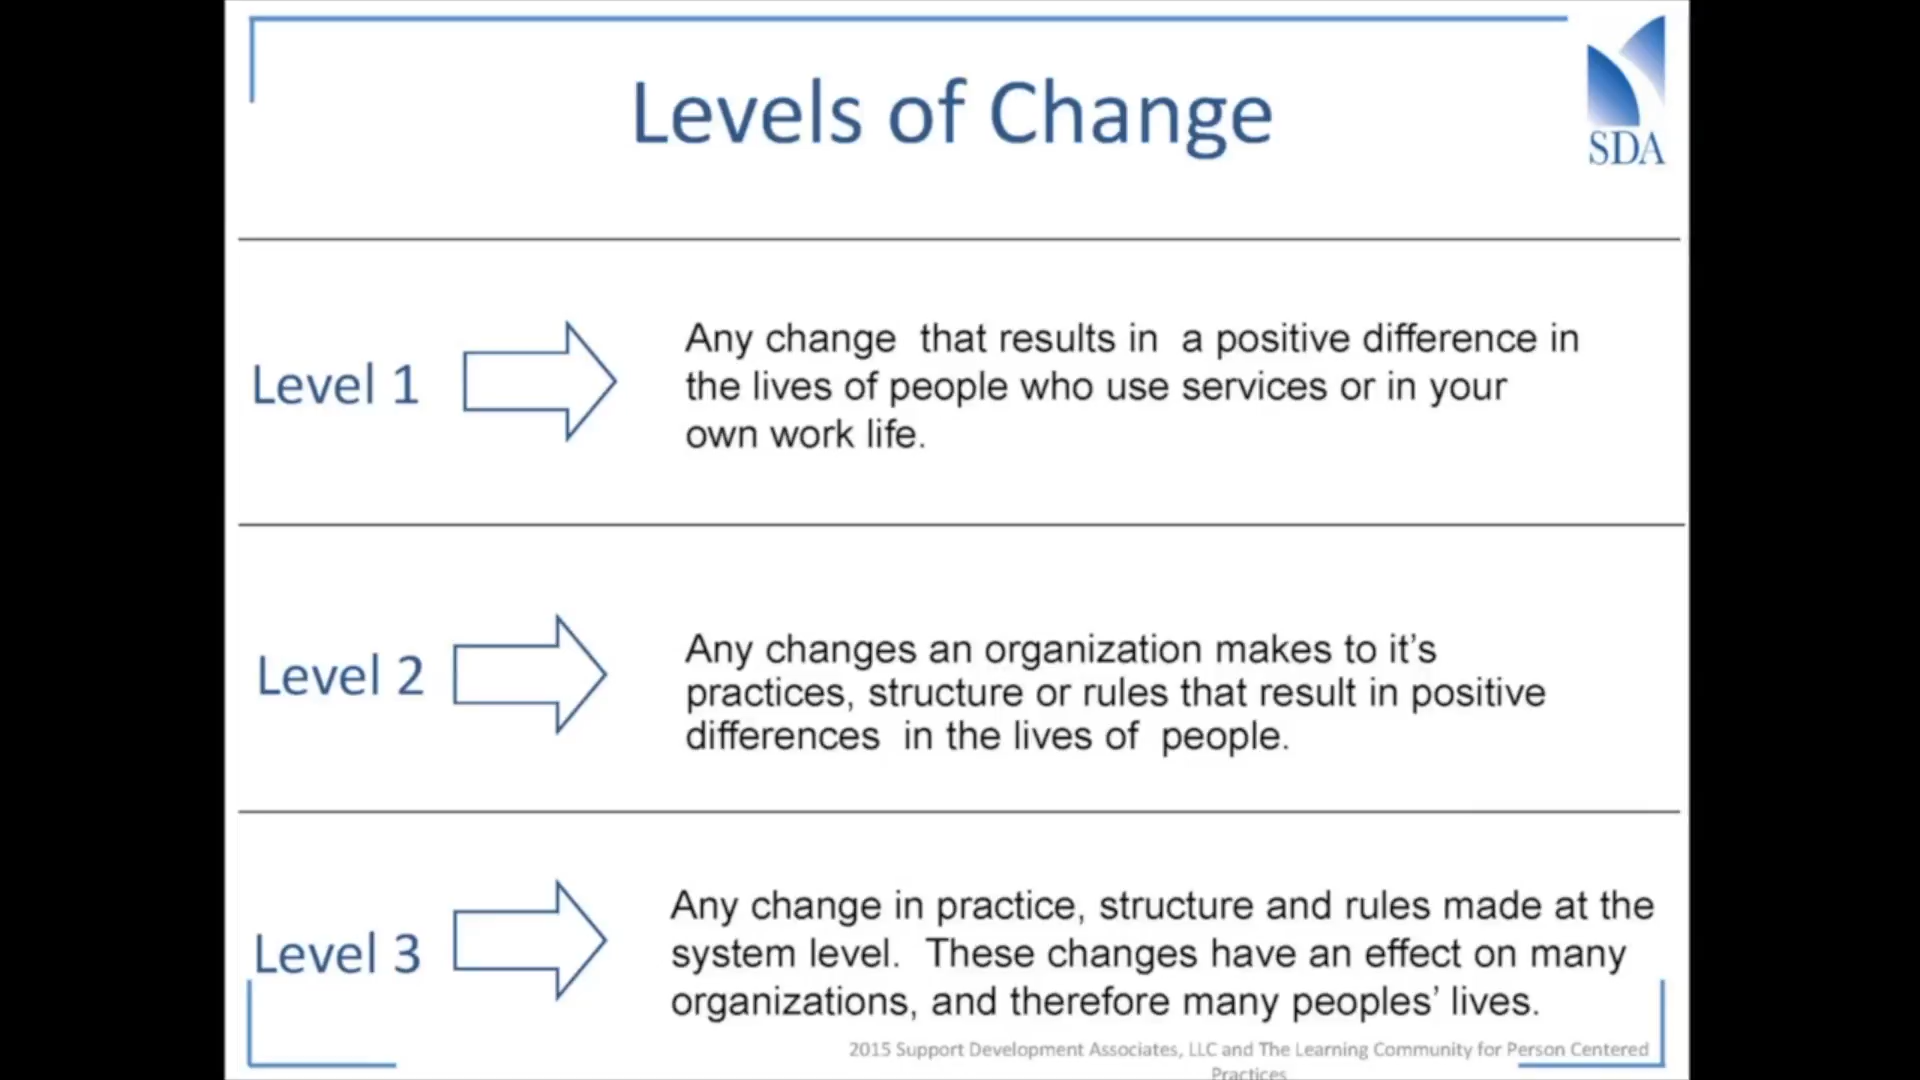 Levels of Change
SDA
Level 1
Any change  that results in  a positive difference in
the lives of people who use services or in your
own work life.
Level 2
Any changes an organization makes to it’s
practices, structure or rules that result in positive
differences  in the lives of  people.
Level 3
Any change in practice, structure and rules made at the
system level.  These changes have an effect on many
organizations, and therefore many peoples’ lives.
2015 Support Development Associates, LLC and The Learning Community for Person Centered
Practices